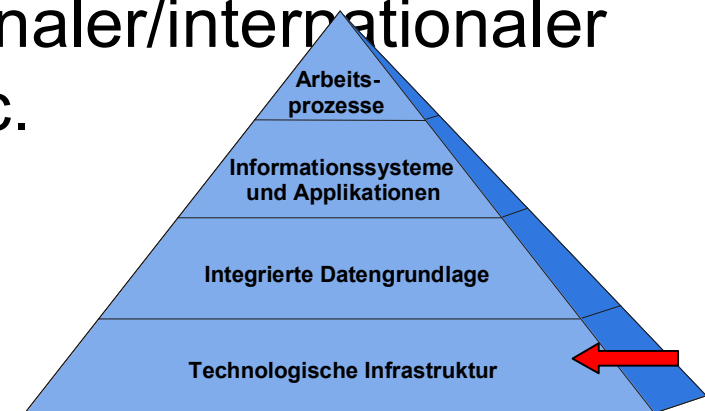 naler/internationaler
c.
Arbeits-
prozesse
Informationssysteme
und Applikationen
Integrierte Datengrundlage
Technologische Infrastruktur